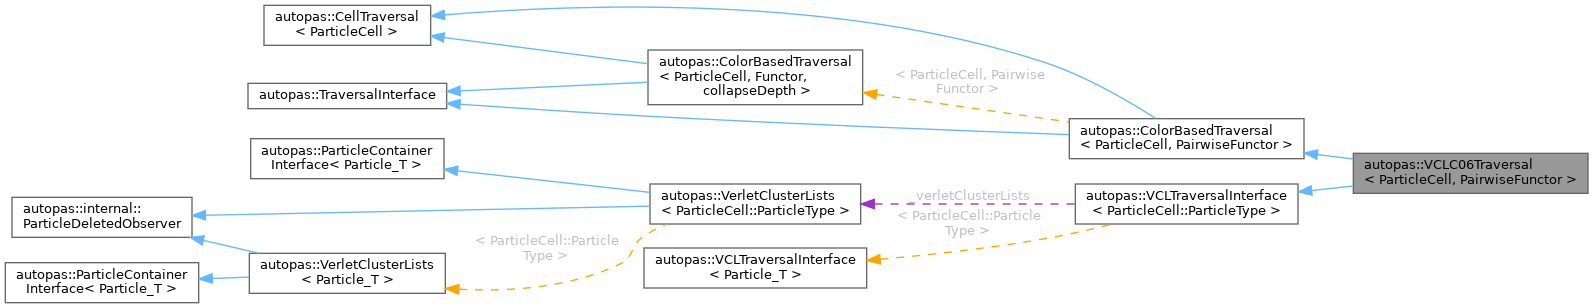 autopas::CellTraversal
< ParticleCell >
autopas::ColorBasedTraversal
< ParticleCell, Functor,
collapseDepth >
< ParticleCell, Pairwise
Functor >
autopas::TraversalInterface
autopas::ColorBasedTraversal
< ParticleCell, PairwiseFunctor >
autopas::ParticleContainer
Interface< Particle_T >
autopas::VCLC06Traversal
< ParticleCell, PairwiseFunctor >
autopas::VerletClusterLists
< ParticleCell::ParticleType >
_verletClusterLists
autopas::VCLTraversalInterface
< ParticleCell::ParticleType >
autopas::internal::
ParticleDeletedObserver
< ParticleCell::Particle
Type >
< ParticleCell::Particle
Type >
autopas::VerletClusterLists
< Particle_T >
autopas::VCLTraversalInterface
< Particle_T >
autopas::ParticleContainer
Interface< Particle_T >